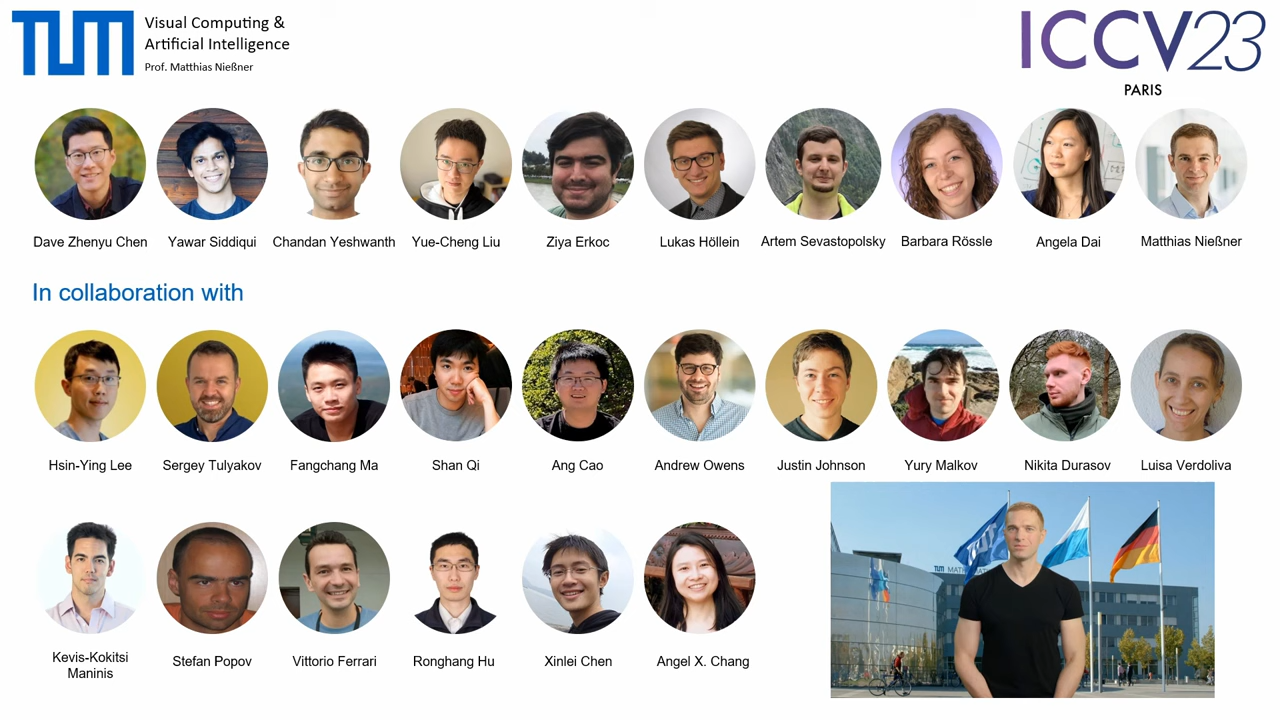 TUM
Visual Computing &
Artificial Intelligence
Prof. Matthias Nießner
ICCV23
PARIS
Dave Zhenyu Chen
Yawar Siddiqui
Chandan Yeshwanth
Yue-Cheng Liu
Ziya Erkoc
Lukas Höllein
Artem Sevastopolsky
Barbara Rössle
Angela Dai
Matthias Nießner
In collaboration with
Hsin-Ying Lee
Sergey Tulyakov
Fangchang Ma
Shan Qi
Ang Cao
Andrew Owens
Justin Johnson
Yury Malkov
Nikita Durasov
Luisa Verdoliva
Kevis-Kokitsi
Maninis
Stefan Popov
Vittorio Ferrari
Ronghang Hu
Xinlei Chen
Angel X. Chang
TUM